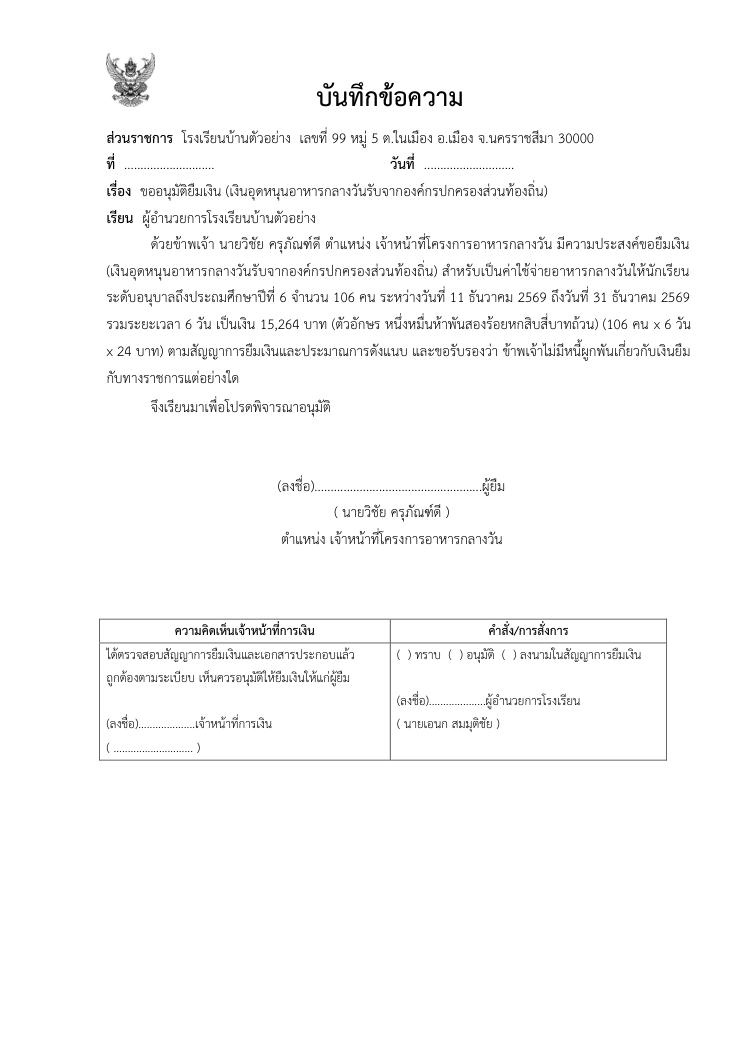 บันทึกข้อความ
ส่วนราชการ โรงเรียนบ้านตัวอย่าง เลขที่ 99 หมู่ 5 ต.ในเมือง อ.เมือง จ.นครราชสีมา 30000
ที่ ............................ วันที่ ............................
เรื่อง ขออนุมัติยืมเงิน (เงินอุดหนุนอาหารกลางวันรับจากองค์กรปกครองส่วนท้องถิ่น)
เรียน ผู้อำนวยการโรงเรียนบ้านตัวอย่าง
ด้วยข้าพเจ้า นายวิชัย ครุภัณฑ์ดี ตำแหน่ง เจ้าหน้าที่โครงการอาหารกลางวัน มีความประสงค์ขอยืมเงิน
(เงินอุดหนุนอาหารกลางวันรับจากองค์กรปกครองส่วนท้องถิ่น) สำหรับเป็นค่าใช้จ่ายอาหารกลางวันให้นักเรียน
ระดับอนุบาลถึงประถมศึกษาปีที่ 6 จำนวน 106 คน ระหว่างวันที่ 11 ธันวาคม 2569 ถึงวันที่ 31 ธันวาคม 2569
รวมระยะเวลา 6 วัน เป็นเงิน 15,264 บาท (ตัวอักษร หนึ่งหมื่นห้าพันสองร้อยหกสิบสี่บาทถ้วน) (106 คน x 6 วัน
x 24 บาท) ตามสัญญาการยืมเงินและประมาณการดังแนบ และขอรับรองว่า ข้าพเจ้าไม่มีหนี้ผูกพันเกี่ยวกับเงินยืม
กับทางราชการแต่อย่างใด
จึงเรียนมาเพื่อโปรดพิจารณาอนุมัติ
(ลงชื่อ)....................................................ผู้ยืม
( นายวิชัย ครุภัณฑ์ดี )
ตำแหน่ง เจ้าหน้าที่โครงการอาหารกลางวัน
ความคิดเห็นเจ้าหน้าที่การเงิน
ได้ตรวจสอบสัญญาการยืมเงินและเอกสารประกอบแล้ว
ถูกต้องตามระเบียบ เห็นควรอนุมัติให้ยืมเงินให้แก่ผู้ยืม
(ลงชื่อ)....................เจ้าหน้าที่การเงิน
( ............................ )
คำสั่ง/การสั่งการ
( ) ทราบ ( ) อนุมัติ ( ) ลงนามในสัญญาการยืมเงิน
(ลงชื่อ)....................ผู้อำนวยการโรงเรียน
( นายเอนก สมมุติชัย )